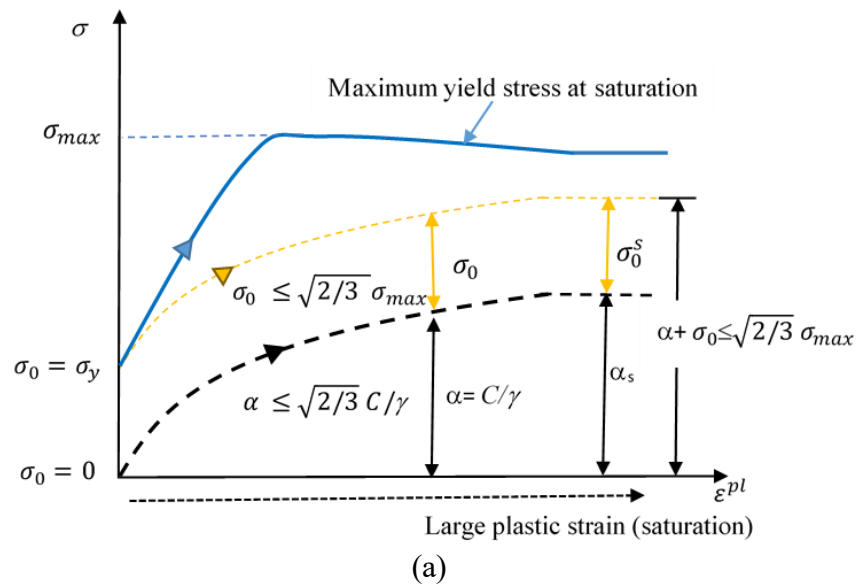 σ
Maximum yield stress at saturation
σ_max
σ_0
σ_0^s
σ_0 ≤ √2/3 σ_max
α + σ_0 ≤ √2/3 σ_max
σ_0 = σ_y
α ≤ √2/3 C/γ
α= C/γ
α_s
σ_0 = 0
ε^pl
Large plastic strain (saturation)
(a)